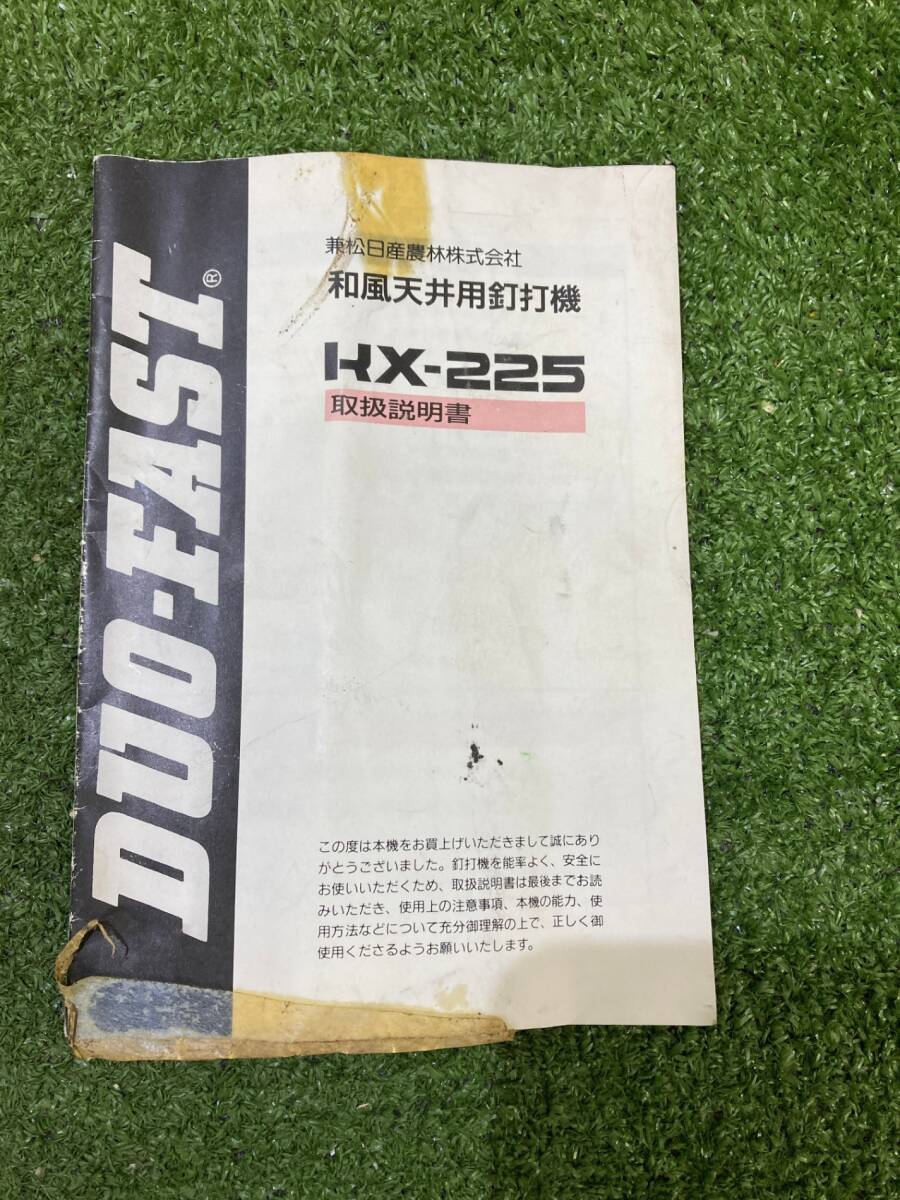 DUO-FAST®
兼松日産農林株式会社
和風天井用釘打機
KX-225
取扱説明書
この度は本機をお買上げいただきまして誠にあり
がとうございました。釘打機を能率よく、安全に
お使いいただくため、取扱説明書は最後までお読
みいただき、使用上の注意事項、本機の能力、使
用方法などについて充分御理解の上で、正しく御
使用くださるようお願いいたします。